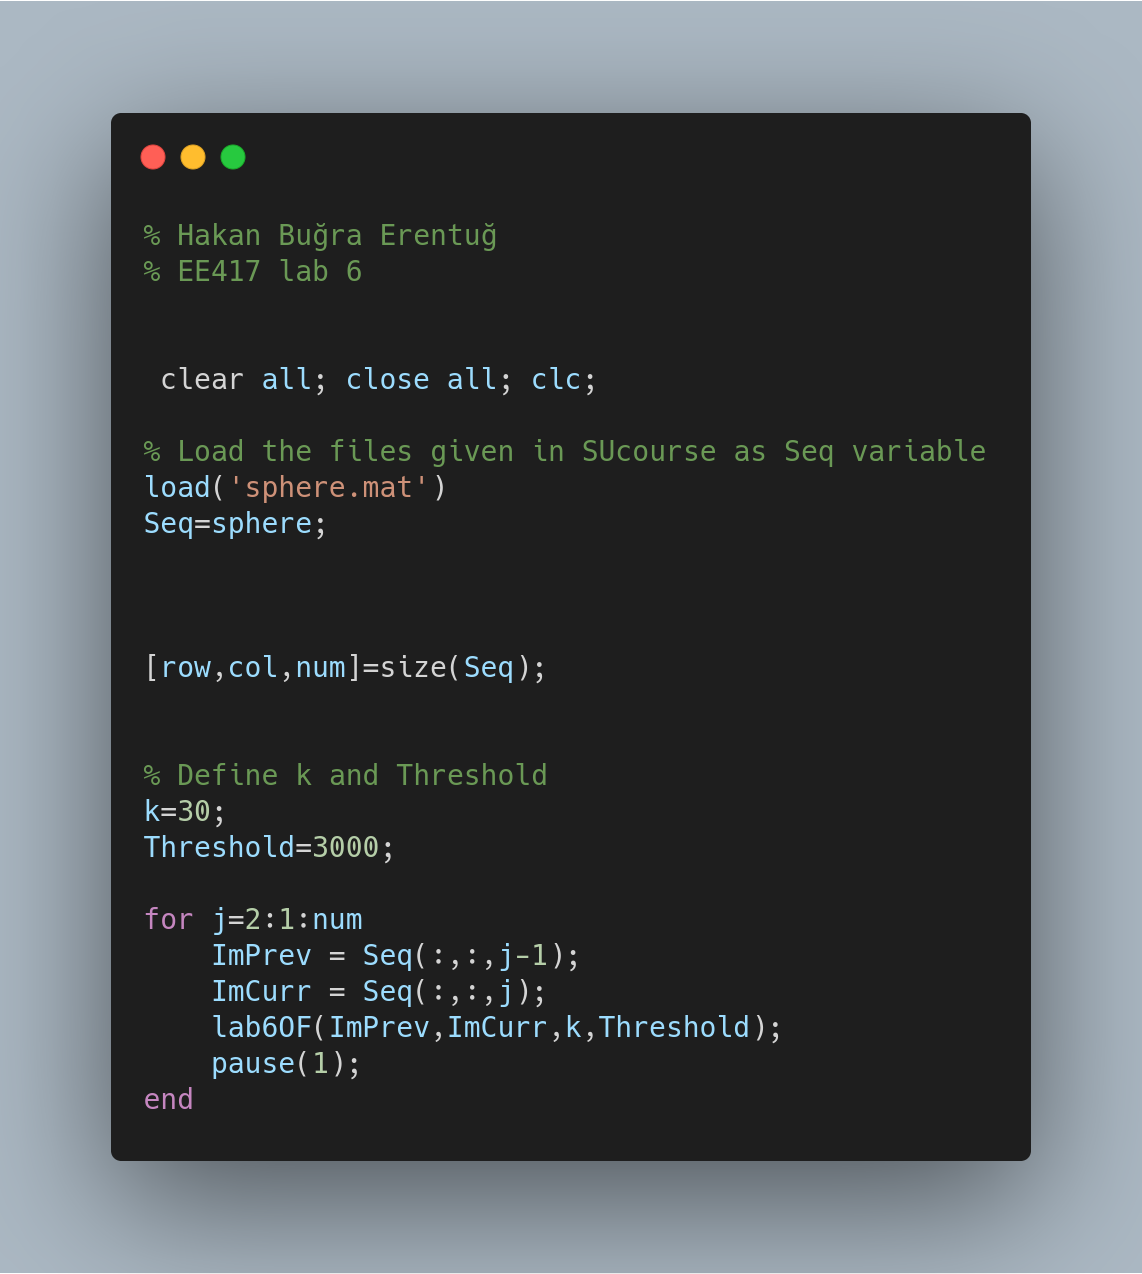 % Hakan Buğra Erentuğ
% EE417 lab 6
 clear all; close all; clc;
% Load the files given in SUcourse as Seq variable
load('sphere.mat')
Seq=sphere;
[row,col,num]=size(Seq);
% Define k and Threshold
k=30;
Threshold=3000;
for j=2:1:num
    ImPrev = Seq(:,:,j-1);
    ImCurr = Seq(:,:,j);
    lab6OF(ImPrev,ImCurr,k,Threshold);
    pause(1);
end